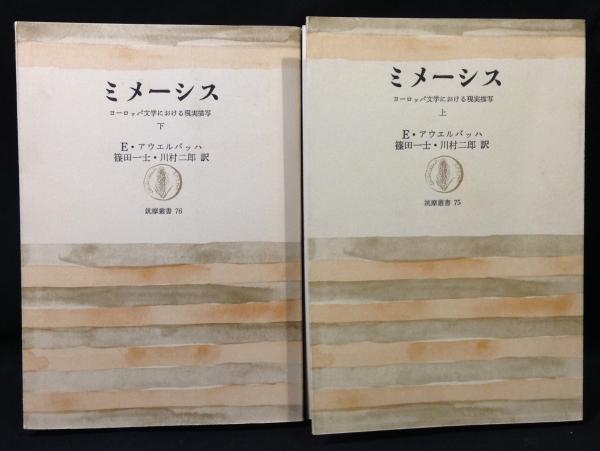 ミメーシス
ヨーロッパ文学における現実描写
下
E・アウエルバッハ
篠田一士・川村二郎 訳
筑摩叢書 76
ミメーシス
ヨーロッパ文学における現実描写
上
E・アウエルバッハ
篠田一士・川村二郎 訳
筑摩叢書 75